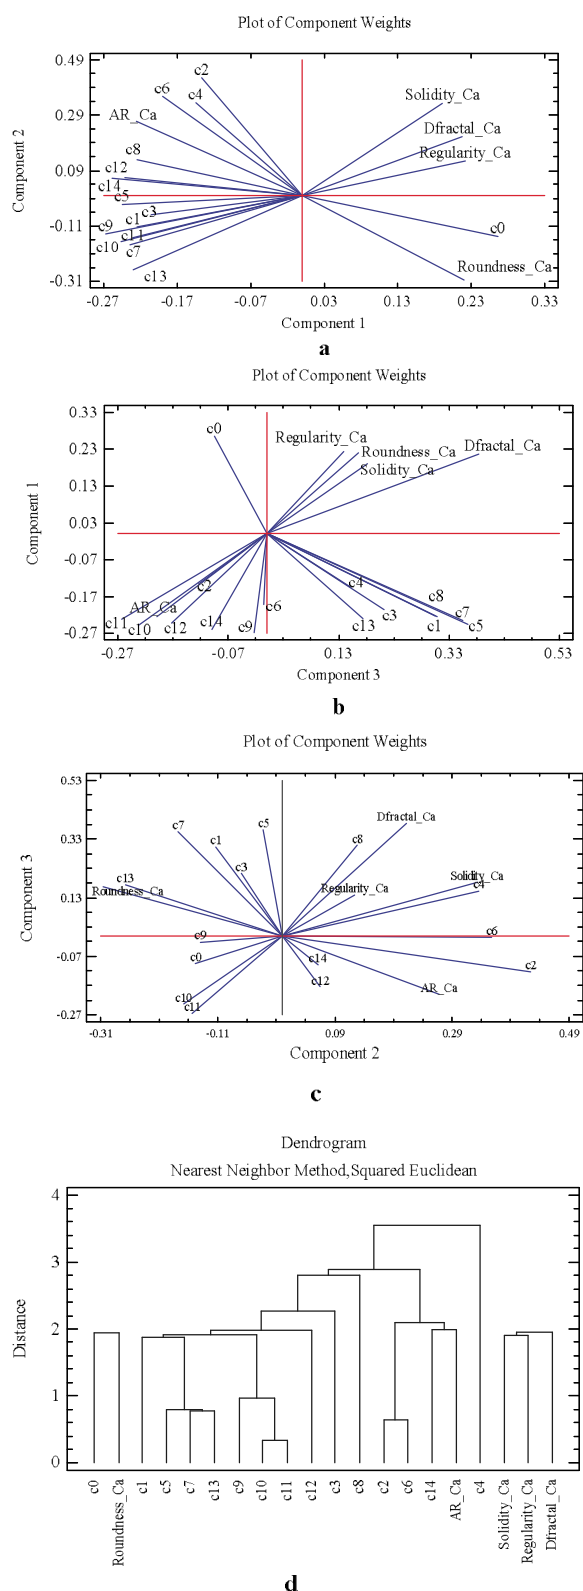 Plot of Component Weights
0.49
0.29
0.09
-0.11
-0.31
Component 2
c2
c6
c4
AR_Ca
c8
c12
c14
c5
c1
c3
c9
c11
c10
c7
c13
Solidity_Ca
Dfractal_Ca
Regularity_Ca
c0
Roundness_Ca
-0.27 -0.17 -0.07 0.03 0.13 0.23 0.33
Component 1
a
Plot of Component Weights
0.33
0.23
0.13
0.03
-0.07
-0.17
-0.27
Component 1
c0
Regularity_Ca
Roundness_Ca
Dfractal_Ca
Solidity_Ca
c2
c4
AR_Ca
c6
c8
c3
c7
c11
c10
c12
c14
c9
c13
c1
c5
-0.27 -0.07 0.13 0.33 0.53
Component 3
b
Plot of Component Weights
0.53
0.33
0.13
-0.07
-0.27
Component 3
c7
c1
c5
c3
Dfractal_Ca
c8
c13
Roundness_Ca
Regularity_Ca
Solidity_Ca
c4
c9
c6
c0
c14
c2
c12
AR_Ca
c10
c11
-0.31 -0.11 0.09 0.29 0.49
Component 2
c
Dendrogram
Nearest Neighbor Method,Squared Euclidean
4
3
2
1
0
Distance
c0
Roundness_Ca
c1
c5
c7
c13
c9
c10
c11
c12
c3
c8
c2
c6
c14
AR_Ca
c4
Solidity_Ca
Regularity_Ca
Dfractal_Ca
d